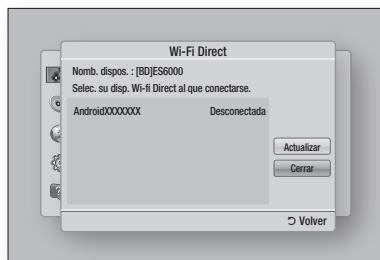 Wi-Fi Direct
Nomb. dispos. : [BD]ES6000
Selec. su disp. Wi-fi Direct al que conectarse.
AndroidXXXXXXX Desconectada
Actualizar
Cerrar
Volver